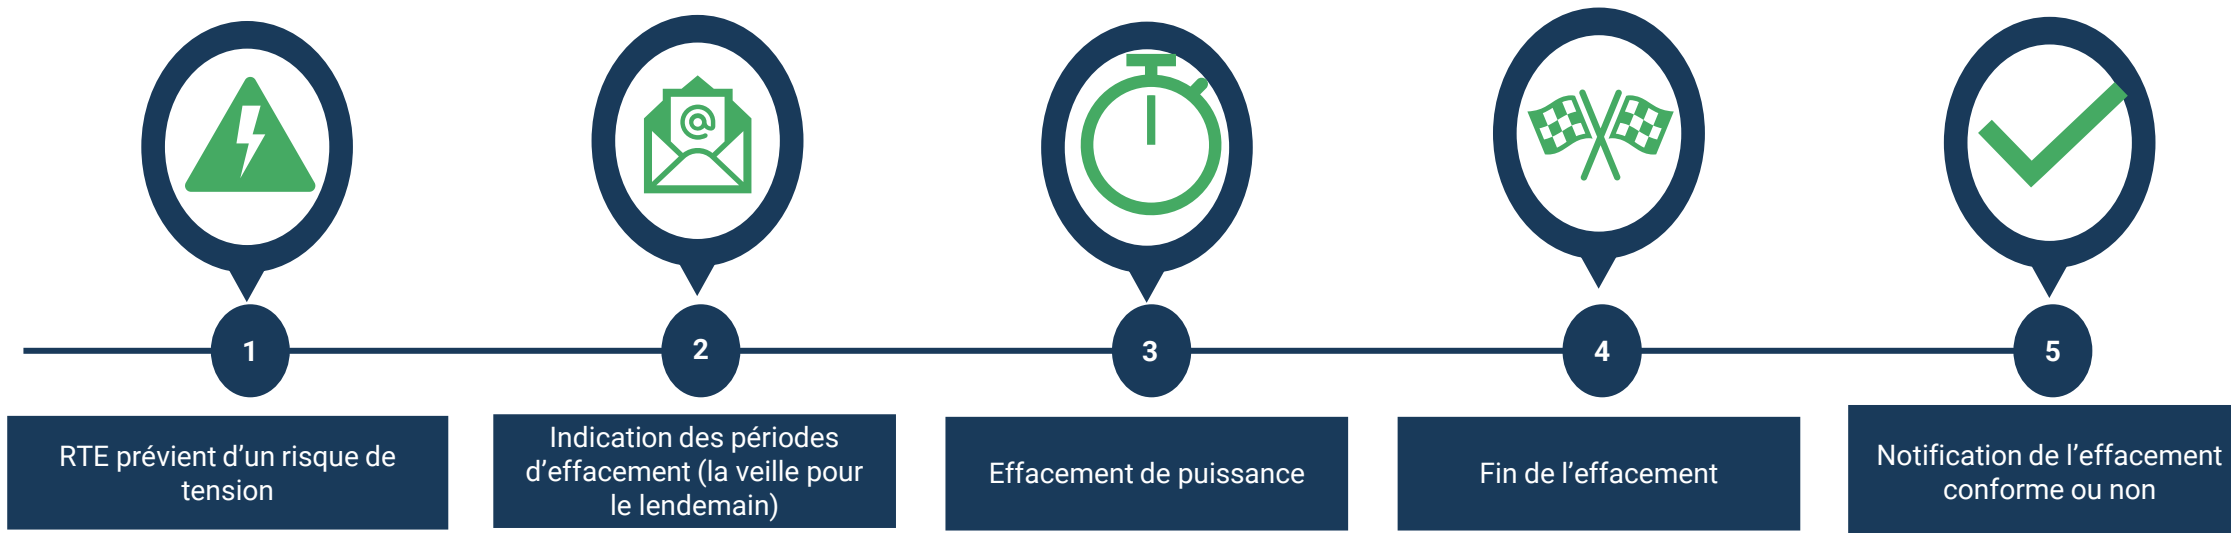 1
2
3
4
5
RTE prévient d’un risque de
tension
Indication des périodes
d’effacement (la veille pour
le lendemain)
Effacement de puissance
Fin de l’effacement
Notification de l’effacement
conforme ou non